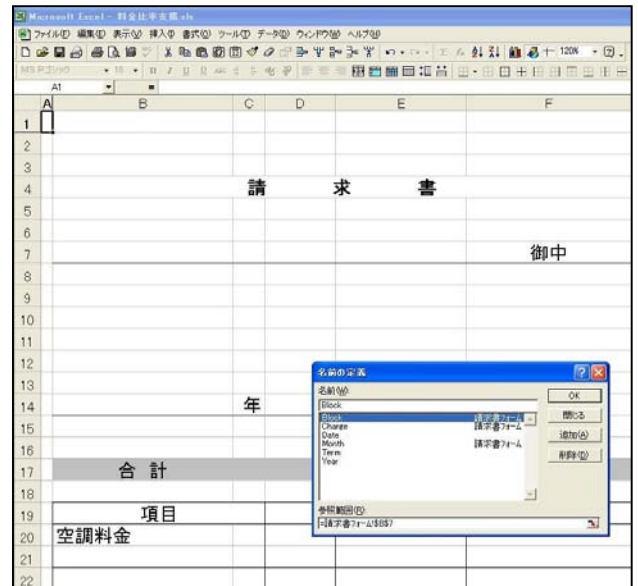 Microsoft Excel - 料金比率支援.xls
ファイル(F) 編集(E) 表示(V) 挿入(I) 書式(O) ツール(T) データ(D) ウィンドウ(W) ヘルプ(H)
120%
A1 =
A B C D E F
1
2
3
4 請 求 書
5
6
7 御中
8
9
10
11
12
13
14 年
15
16
17 合 計
18
19 項目
20 空調料金
21
22
名前の定義
名前(W):
Block
OK
Block 請求書フォーム
閉じる
Charge 請求書フォーム
Date
追加(A)
Month 請求書フォーム
Term
削除(D)
Year
参照範囲(R):
=請求書フォーム!$B$7